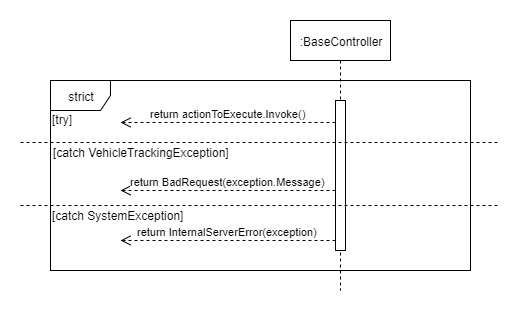 :BaseController
strict
[try]
return actionToExecute.Invoke()
[catch VehicleTrackingException]
return BadRequest(exception.Message)
[catch SystemException]
return InternalServerError(exception)